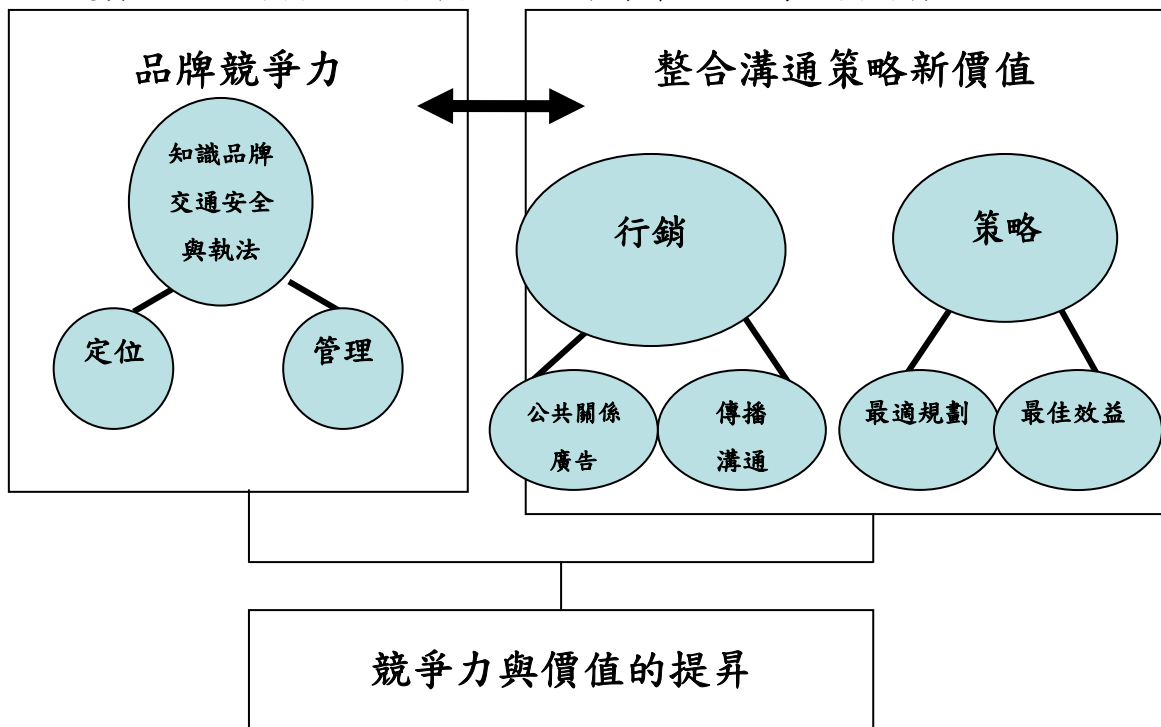 品牌競爭力
知識品牌
交通安全
與執法
定位
管理
整合溝通策略新價值
行銷
公共關係
廣告
傳播
溝通
策略
最適規劃
最佳效益
競爭力與價值的提昇